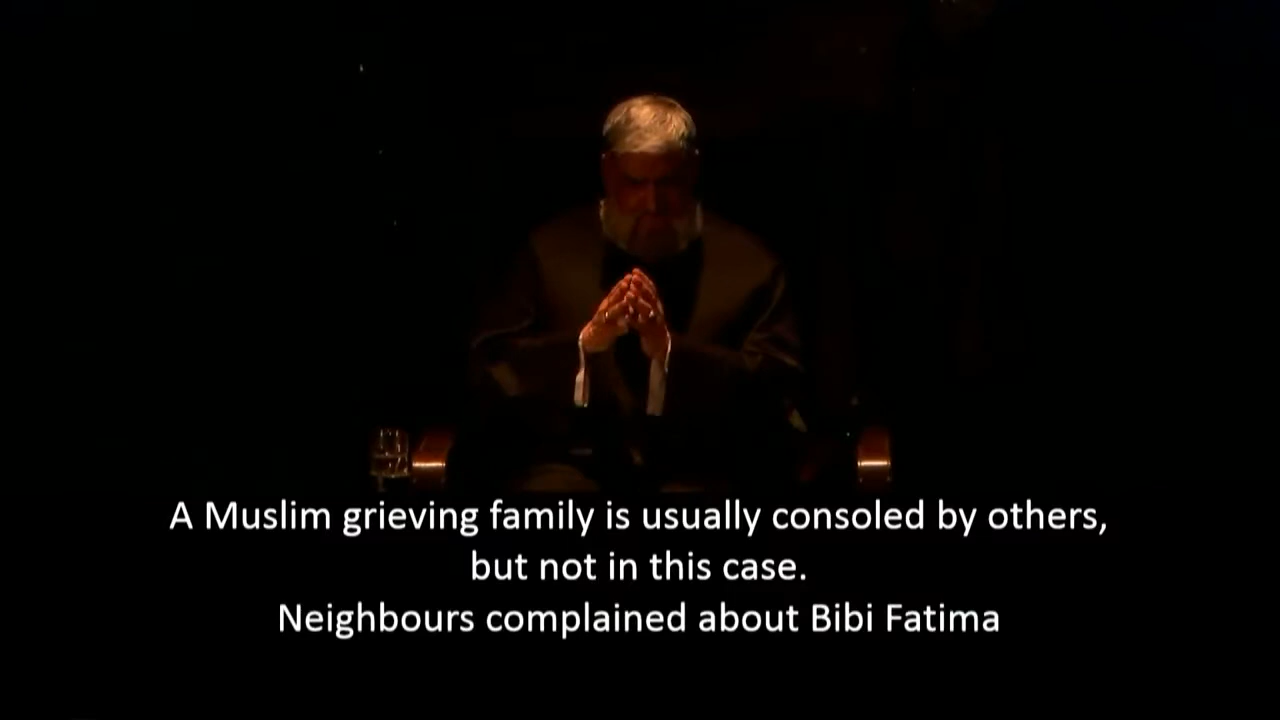 A Muslim grieving family is usually consoled by others,
but not in this case.
Neighbours complained about Bibi Fatima